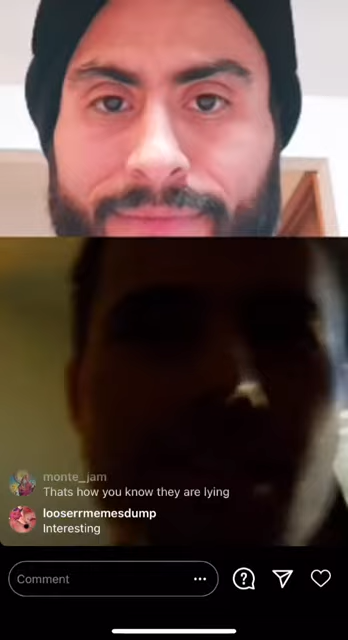 monte_jam
Thats how you know they are lying
looserrmemesdump
Interesting
Comment